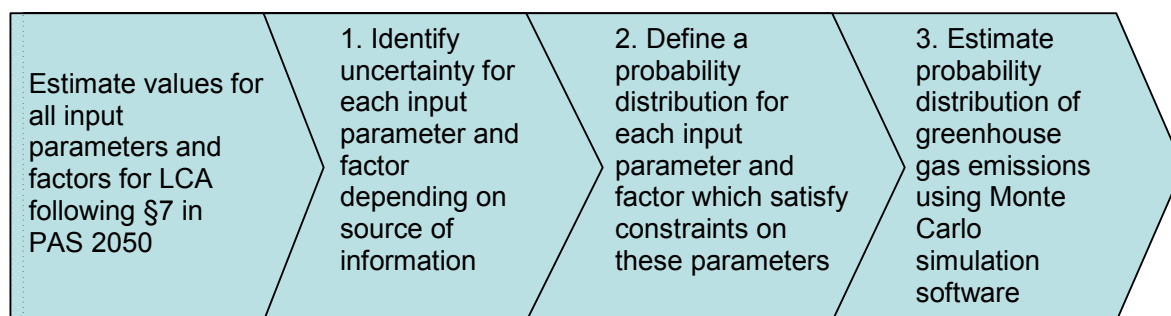 Estimate values for
all input
parameters and
factors for LCA
following §7 in
PAS 2050
1. Identify
uncertainty for
each input
parameter and
factor
depending on
source of
information
2. Define a
probability
distribution for
each input
parameter and
factor which satisfy
constraints on
these parameters
3. Estimate
probability
distribution of
greenhouse
gas emissions
using Monte
Carlo
simulation
software